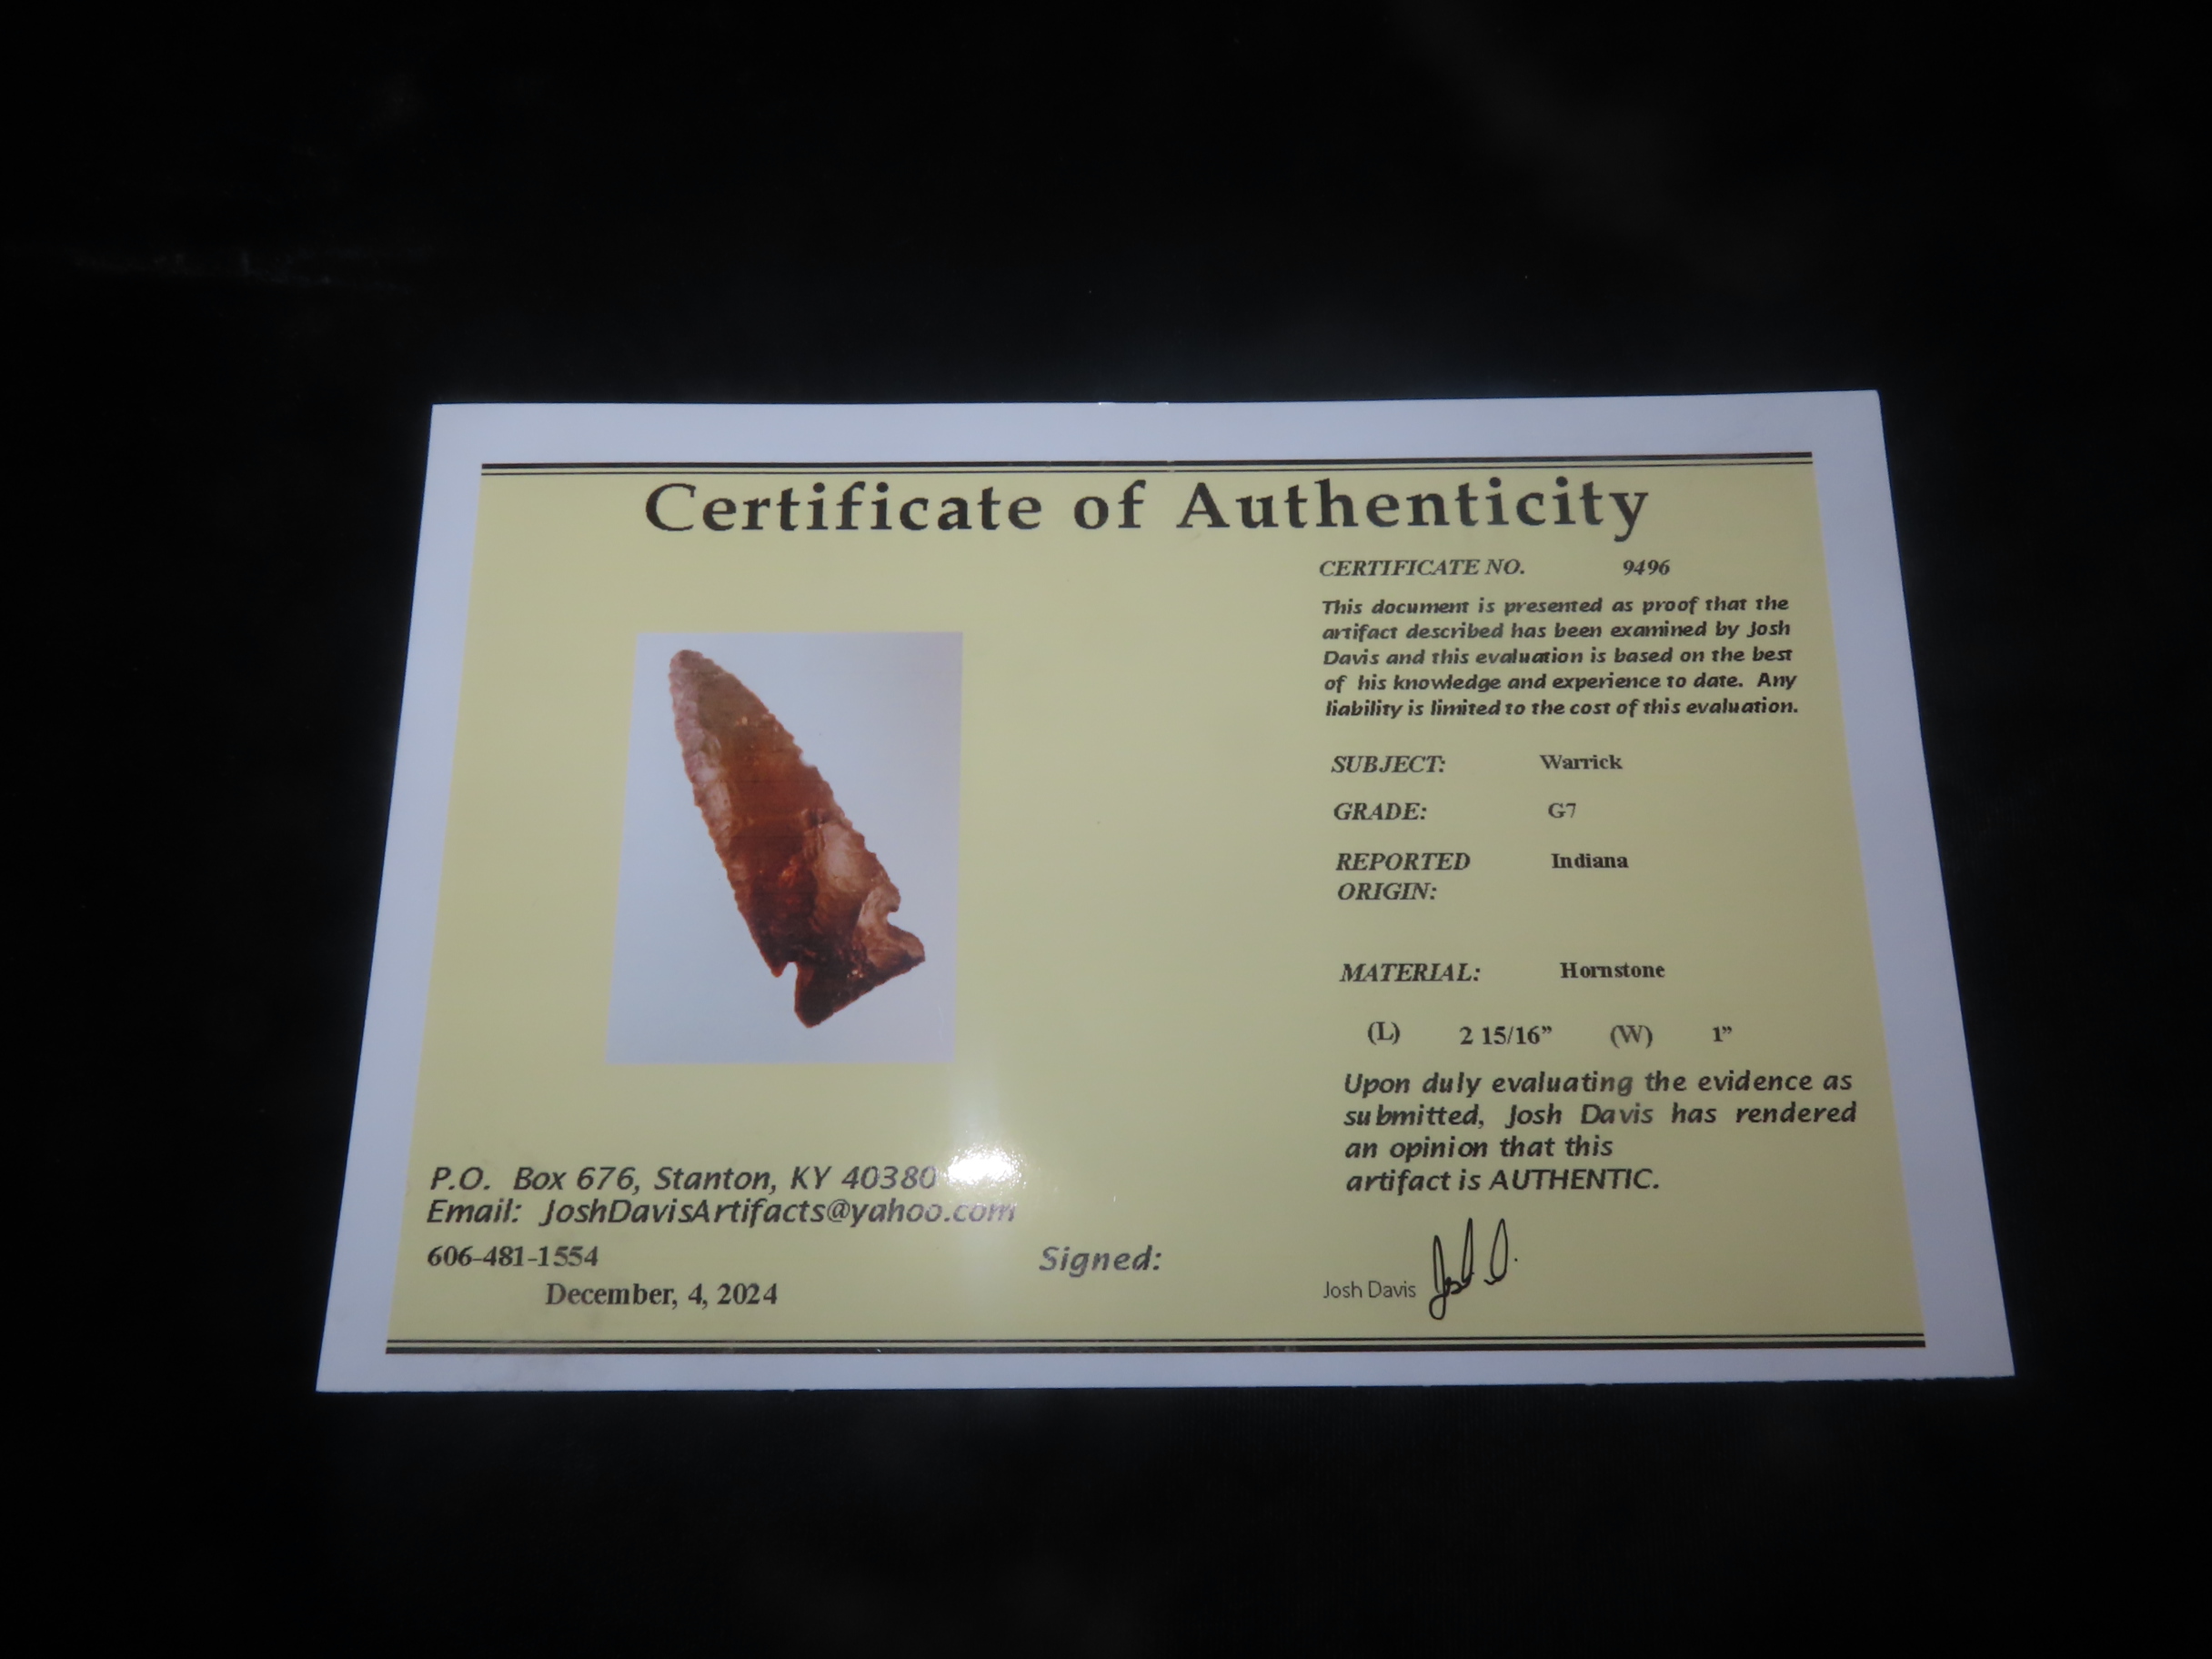 Certificate of Authenticity
CERTIFICATE NO. 9496
This document is presented as proof that the
artifact described has been examined by Josh
Davis and this evaluation is based on the best
of his knowledge and experience to date. Any
liability is limited to the cost of this evaluation.
SUBJECT: Warrick
GRADE: G7
REPORTED Indiana
ORIGIN:
MATERIAL: Hornstone
(L) 2 15/16” (W) 1”
Upon duly evaluating the evidence as
submitted, Josh Davis has rendered
an opinion that this
artifact is AUTHENTIC.
P.O. Box 676, Stanton, KY 40380
Email: JoshDavisArtifacts@yahoo.com
606-481-1554
December, 4, 2024
Signed:
Josh Davis